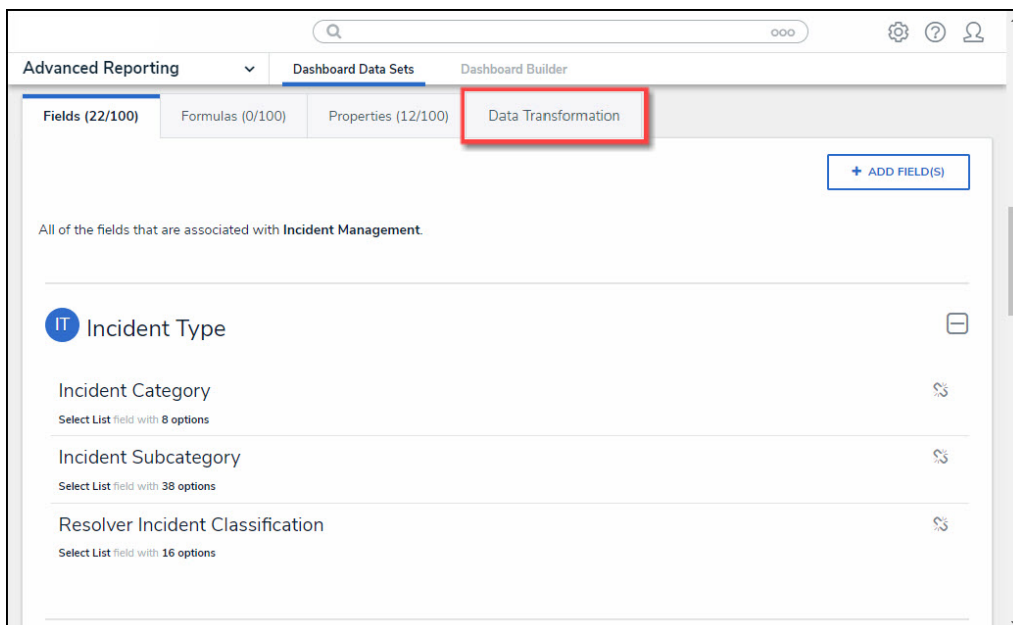 ooo
Advanced Reporting
Dashboard Data Sets
Dashboard Builder
Fields (22/100)
Formulas (0/100)
Properties (12/100)
Data Transformation
+ ADD FIELD(S)
All of the fields that are associated with Incident Management.
IT Incident Type
Incident Category
Select List field with 8 options
Incident Subcategory
Select List field with 38 options
Resolver Incident Classification
Select List field with 16 options